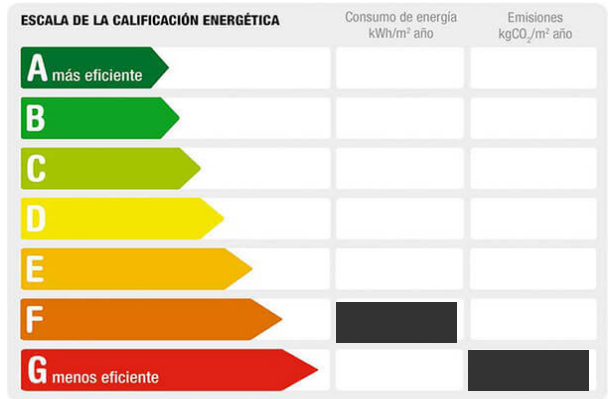 ESCALA DE LA CALIFICACIÓN ENERGÉTICA
Consumo de energía
kWh/m² año
Emisiones
kgCO₂/m² año
A más eficiente
B
C
D
E
F
G menos eficiente